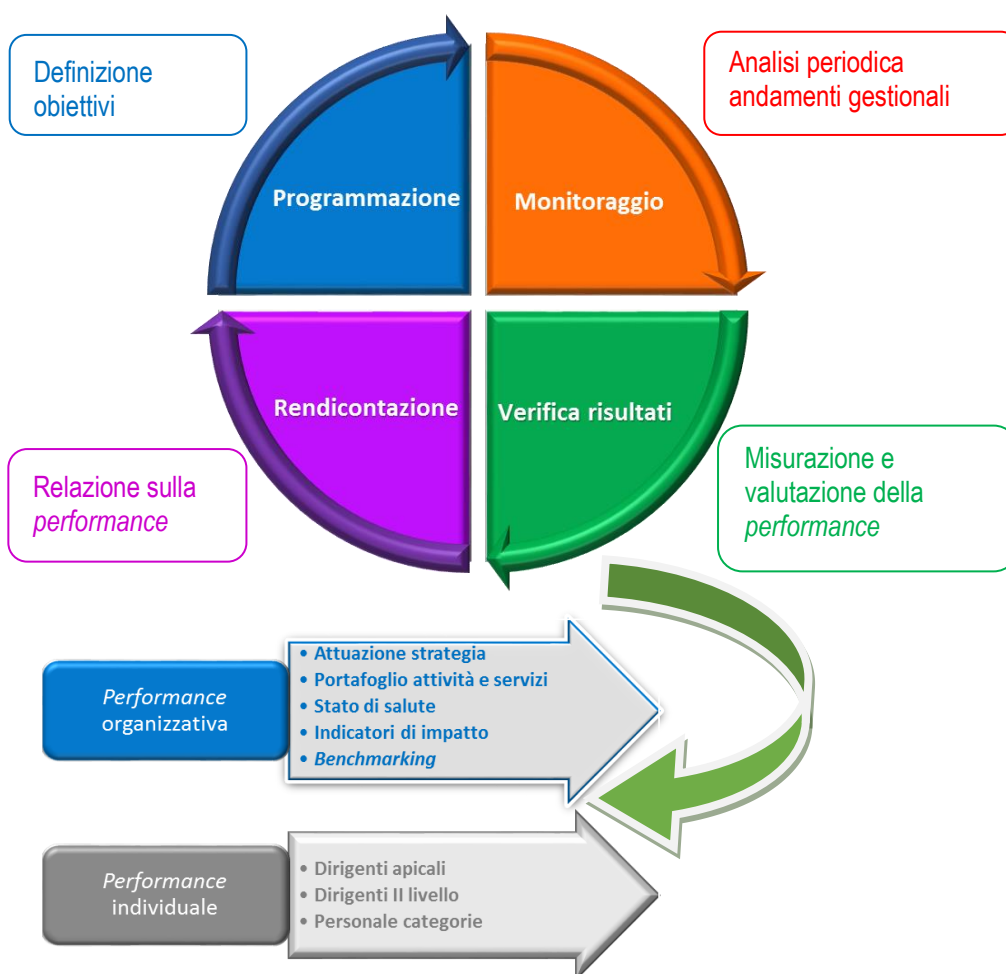 Definizione
obiettivi
Analisi periodica
andamenti gestionali
Programmazione
Monitoraggio
Rendicontazione
Verifica risultati
Relazione sulla
performance
Misurazione e
valutazione della
performance
Performance
organizzativa
• Attuazione strategia
• Portafoglio attività e servizi
• Stato di salute
• Indicatori di impatto
• Benchmarking
Performance
individuale
• Dirigenti apicali
• Dirigenti II livello
• Personale categorie